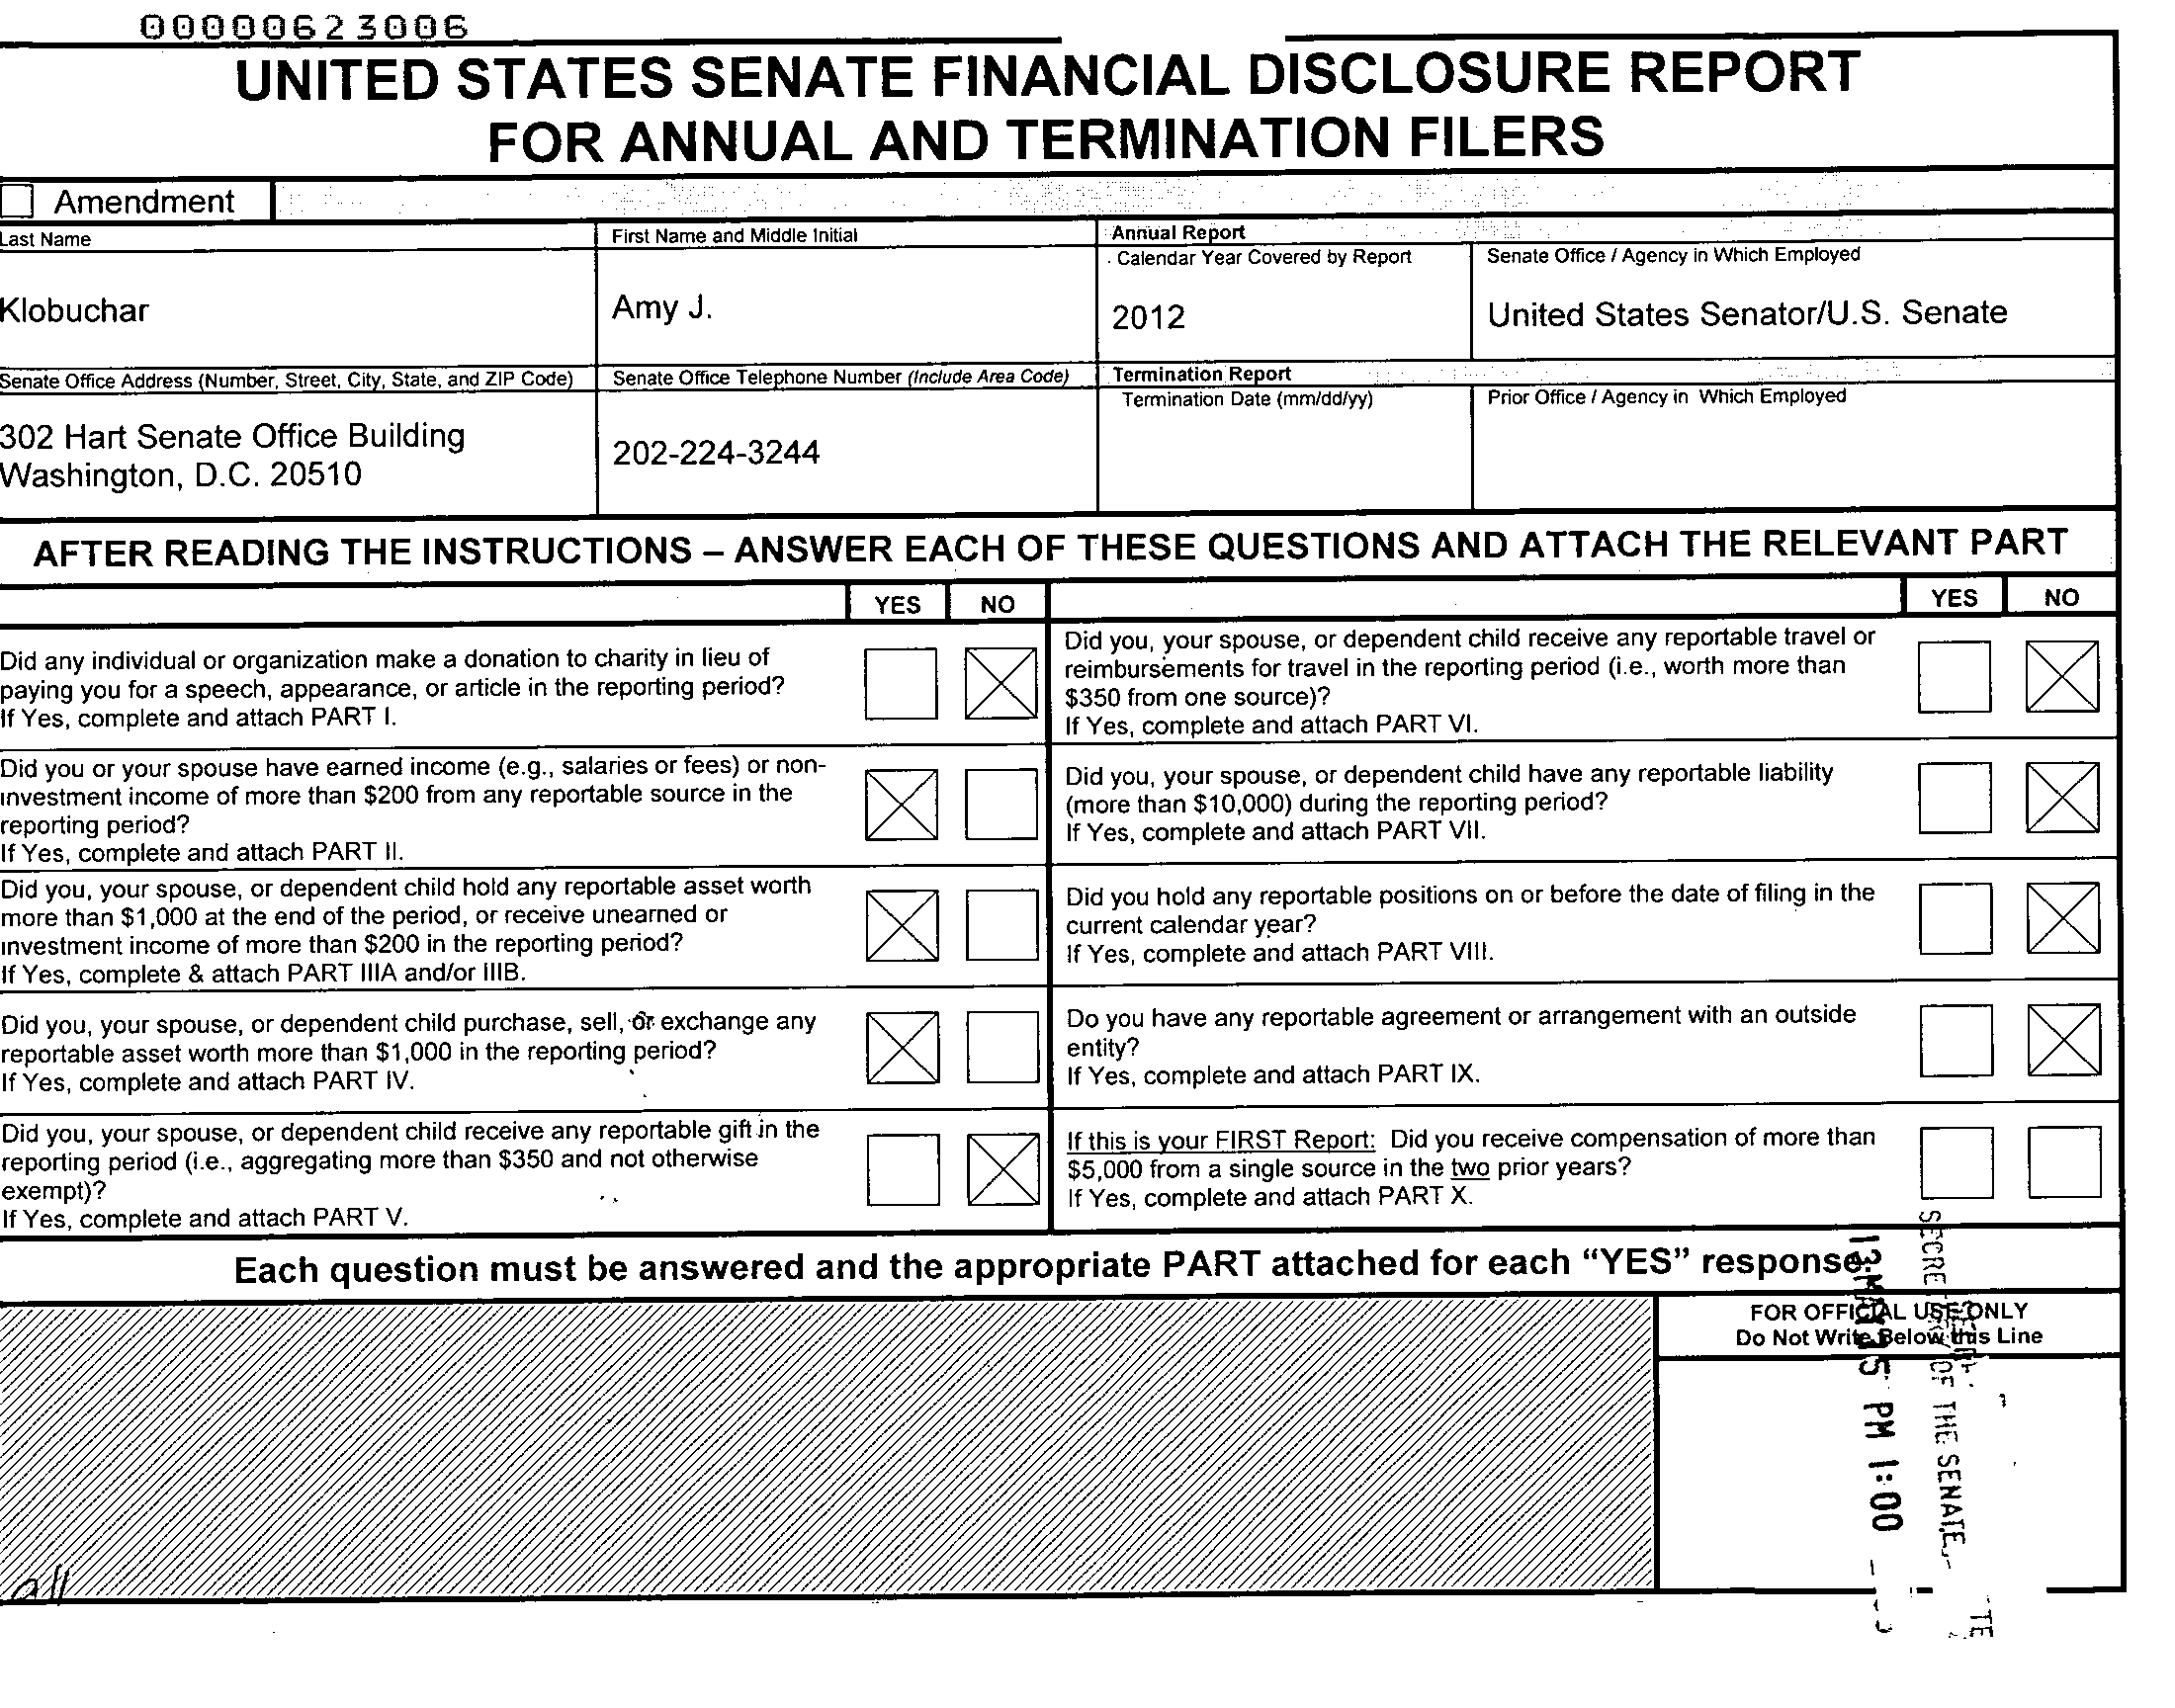 00000623006
UNITED STATES SENATE FINANCIAL DISCLOSURE REPORT
FOR ANNUAL AND TERMINATION FILERS
Amendment
Last Name
First Name and Middle Initial
Annual Report
Calendar Year Covered by Report
Senate Office / Agency in Which Employed
Klobuchar
Amy J.
2012
United States Senator/U.S. Senate
Senate Office Address (Number, Street, City, State, and ZIP Code)
Senate Office Telephone Number (Include Area Code)
Termination Report
Termination Date (mm/dd/yy)
Prior Office / Agency in Which Employed
302 Hart Senate Office Building
Washington, D.C. 20510
202-224-3244
AFTER READING THE INSTRUCTIONS – ANSWER EACH OF THESE QUESTIONS AND ATTACH THE RELEVANT PART
YES NO
YES NO
Did any individual or organization make a donation to charity in lieu of
paying you for a speech, appearance, or article in the reporting period?
If Yes, complete and attach PART I.
Did you, your spouse, or dependent child receive any reportable travel or
reimbursements for travel in the reporting period (i.e., worth more than
$350 from one source)?
If Yes, complete and attach PART VI.
Did you or your spouse have earned income (e.g., salaries or fees) or non-
investment income of more than $200 from any reportable source in the
reporting period?
If Yes, complete and attach PART II.
Did you, your spouse, or dependent child have any reportable liability
(more than $10,000) during the reporting period?
If Yes, complete and attach PART VII.
Did you, your spouse, or dependent child hold any reportable asset worth
more than $1,000 at the end of the period, or receive unearned or
investment income of more than $200 in the reporting period?
If Yes, complete & attach PART IIIA and/or IIIB.
Did you hold any reportable positions on or before the date of filing in the
current calendar year?
If Yes, complete and attach PART VIII.
Did you, your spouse, or dependent child purchase, sell, or exchange any
reportable asset worth more than $1,000 in the reporting period?
If Yes, complete and attach PART IV.
Do you have any reportable agreement or arrangement with an outside
entity?
If Yes, complete and attach PART IX.
Did you, your spouse, or dependent child receive any reportable gift in the
reporting period (i.e., aggregating more than $350 and not otherwise
exempt)?
If Yes, complete and attach PART V.
If this is your FIRST Report: Did you receive compensation of more than
$5,000 from a single source in the two prior years?
If Yes, complete and attach PART X.
Each question must be answered and the appropriate PART attached for each “YES” response.
FOR OFFICIAL USE ONLY
Do Not Write Below this Line
OF THE SENATE
15 PM 1:00